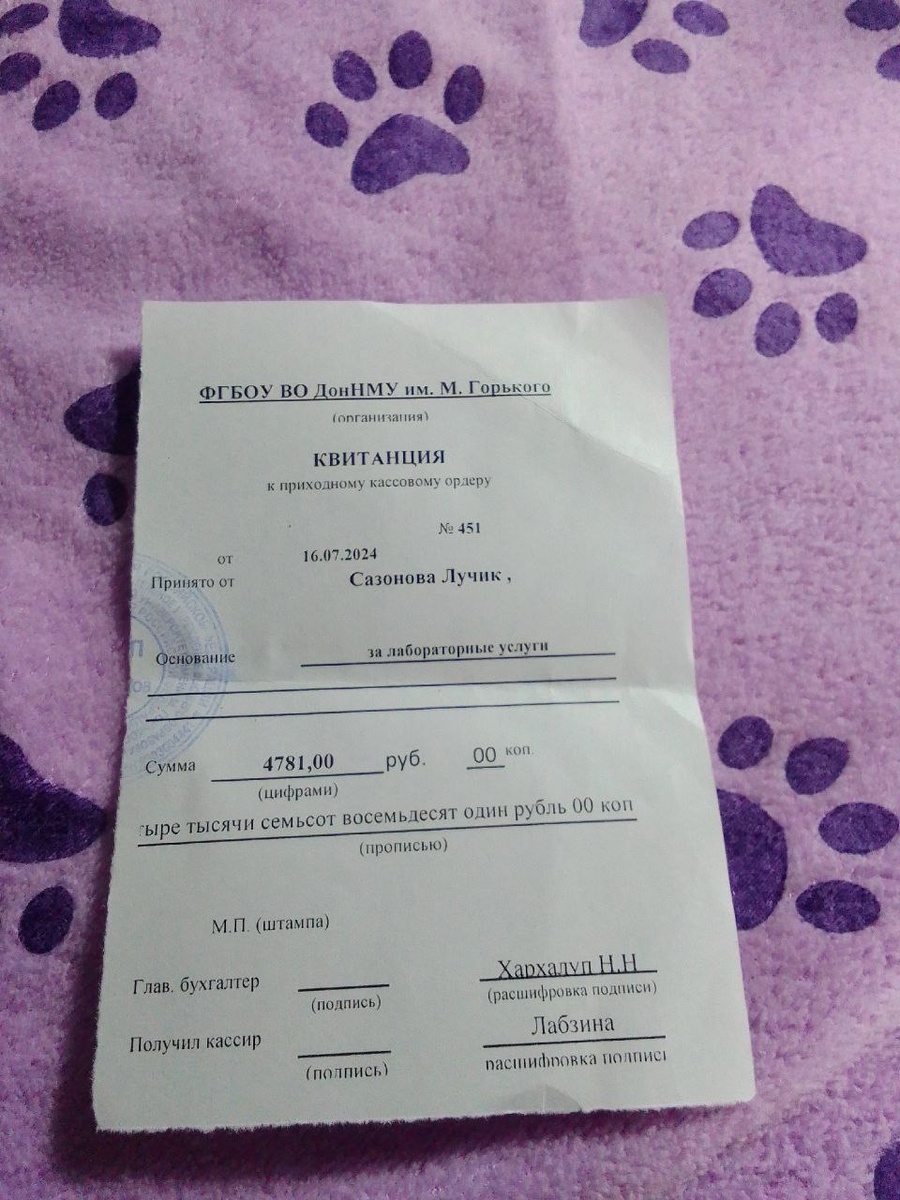 ФГБОУ ВО ДонНМУ им. М. Горького
(организация)
КВИТАНЦИЯ
к приходному кассовому ордеру
№ 451
от 16.07.2024
Принято от Сазонова Лучик ,
Основание за лабораторные услуги
Сумма 4781,00 руб. 00 коп.
(цифрами)
тыре тысячи семьсот восемьдесят один рубль 00 коп
(прописью)
М.П. (штампа)
Глав. бухгалтер Хархалуп Н.Н
(подпись) (расшифровка подписи)
Получил кассир Лабзина
(подпись) расшифровка подписи